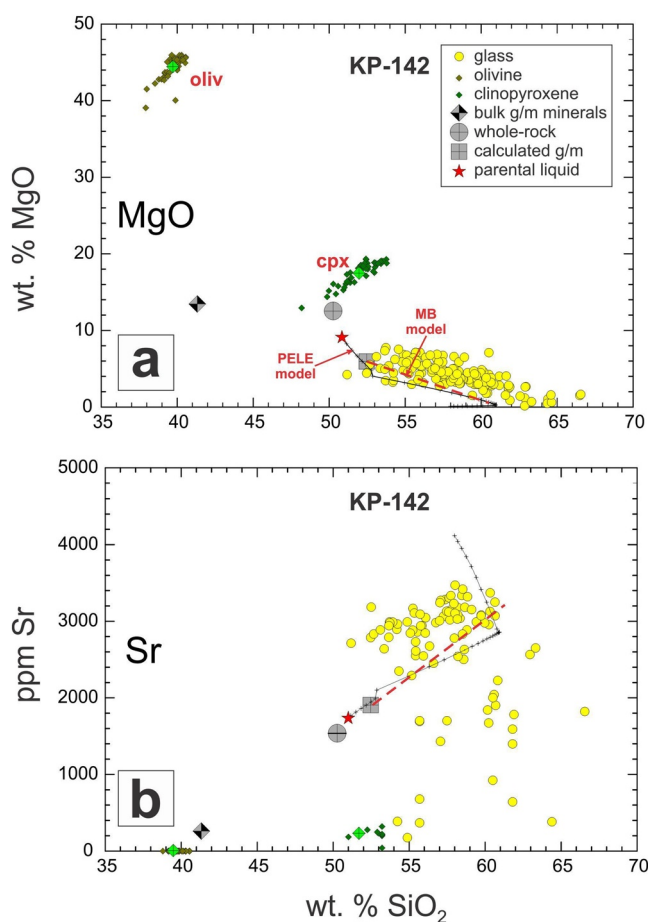 50
40
30
20
10
0
wt. % MgO
KP-142
glass
olivine
clinopyroxene
bulk g/m minerals
whole-rock
calculated g/m
parental liquid
oliv
MgO
cpx
MB
model
PELE
model
a
35 40 45 50 55 60 65 70
5000
4000
3000
2000
1000
0
ppm Sr
KP-142
Sr
b
35 40 45 50 55 60 65 70
wt. % SiO₂